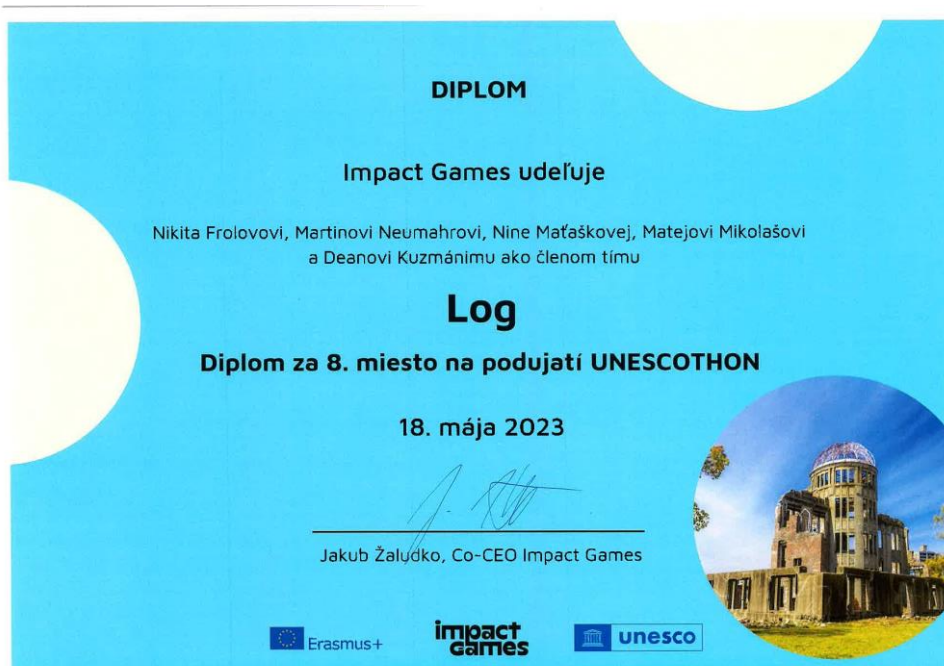 DIPLOM
Impact Games udeľuje
Nikita Frolovovi, Martinovi Neumahrovi, Nine Maťaškovej, Matejovi Mikolašovi
a Deanovi Kuzmánimu ako členom tímu
Log
Diplom za 8. miesto na podujatí UNESCOTHON
18. mája 2023
Jakub Žaludko, Co-CEO Impact Games
Erasmus+
impact
games
unesco